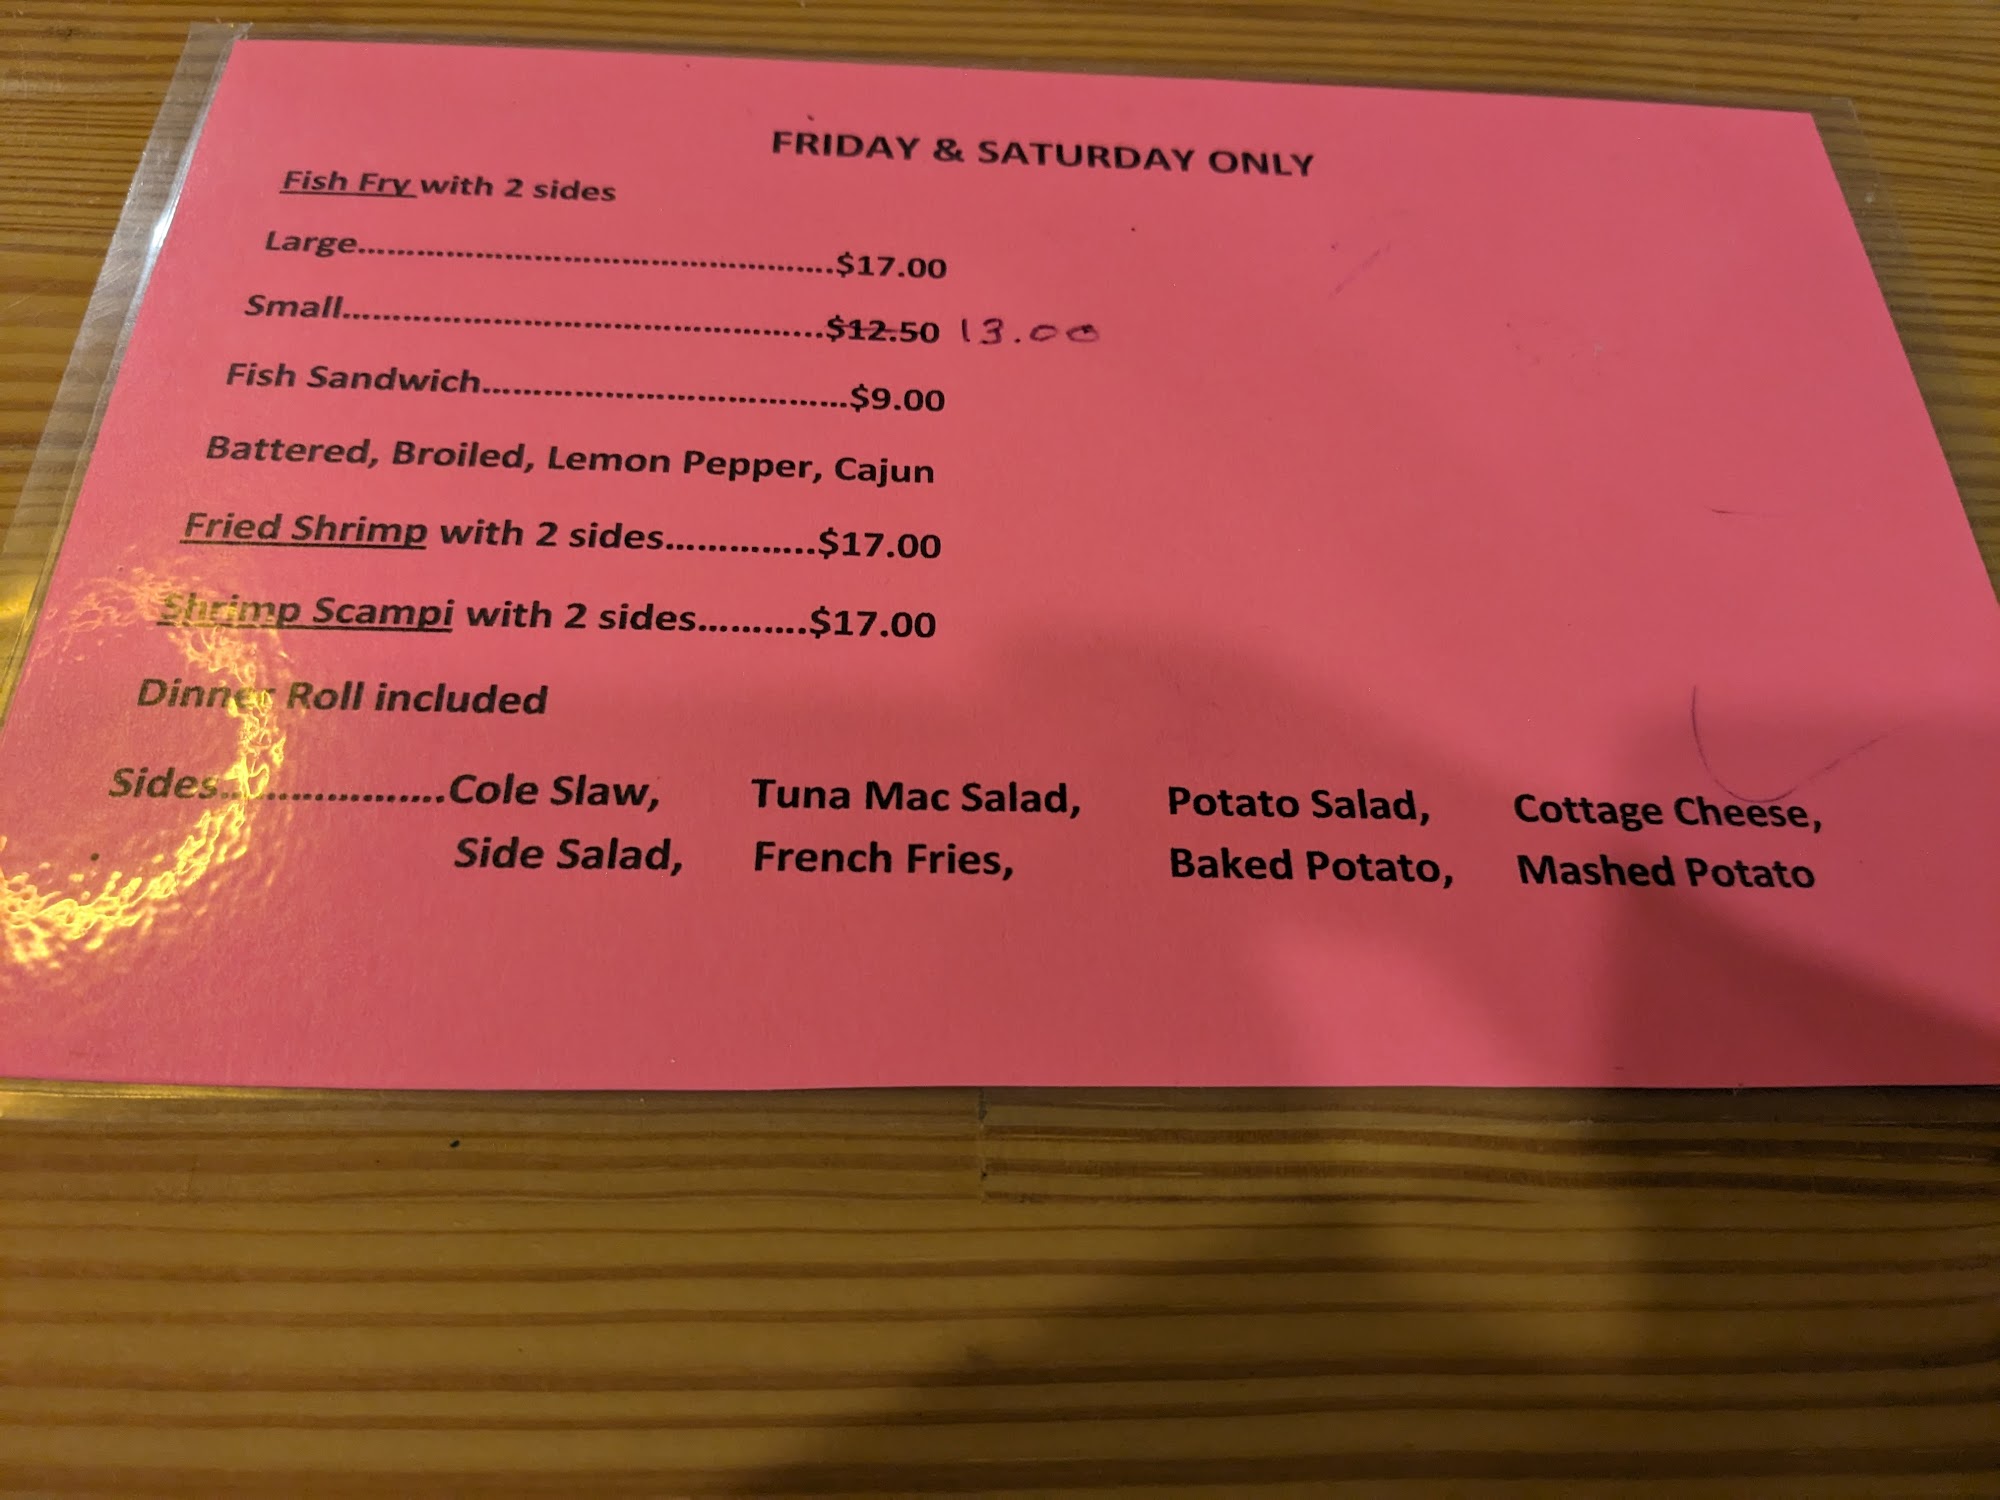 FRIDAY & SATURDAY ONLY
Fish Fry with 2 sides
Large................................................$17.00
Small................................................$12.50 13.00
Fish Sandwich.....................................$9.00
Battered, Broiled, Lemon Pepper, Cajun
Fried Shrimp with 2 sides...............$17.00
Shrimp Scampi with 2 sides...........$17.00
Dinner Roll included
Sides......................Cole Slaw, Tuna Mac Salad, Potato Salad, Cottage Cheese,
Side Salad, French Fries, Baked Potato, Mashed Potato